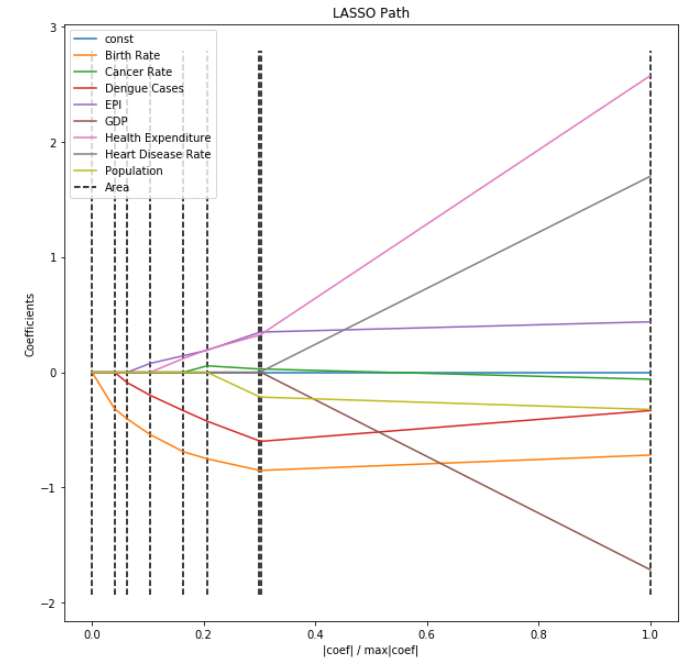 LASSO Path
3
2
1
0
−1
−2
Coefficients
const
Birth Rate
Cancer Rate
Dengue Cases
EPI
GDP
Health Expenditure
Heart Disease Rate
Population
Area
0.0 0.2 0.4 0.6 0.8 1.0
|coef| / max|coef|